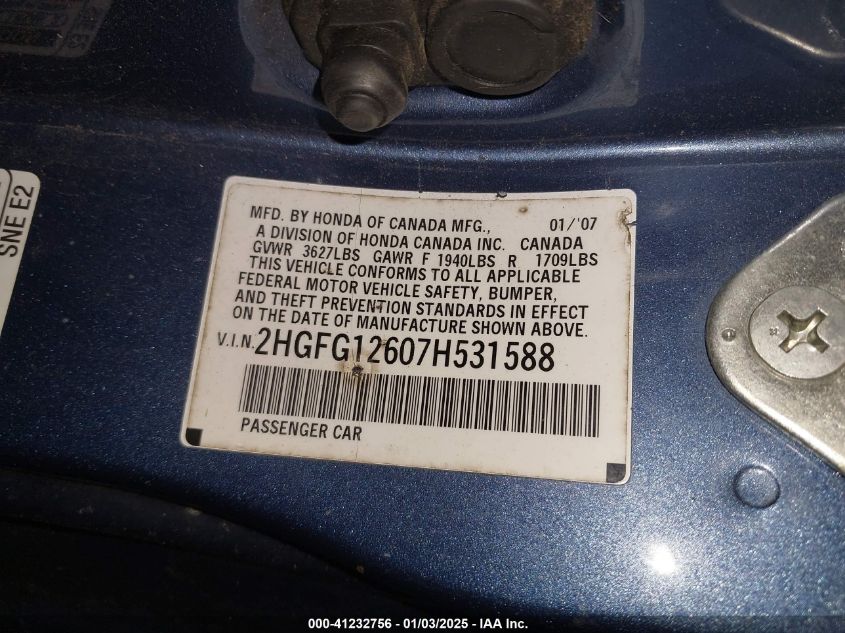 SNE E2
MFD. BY HONDA OF CANADA MFG., 01/'07
A DIVISION OF HONDA CANADA INC. CANADA
GVWR 3627LBS GAWR F 1940LBS R 1709LBS
THIS VEHICLE CONFORMS TO ALL APPLICABLE
FEDERAL MOTOR VEHICLE SAFETY, BUMPER,
AND THEFT PREVENTION STANDARDS IN EFFECT
ON THE DATE OF MANUFACTURE SHOWN ABOVE.
V.I.N. 2HGFG12607H531588
PASSENGER CAR
000-41232756 - 01/03/2025 - IAA Inc.